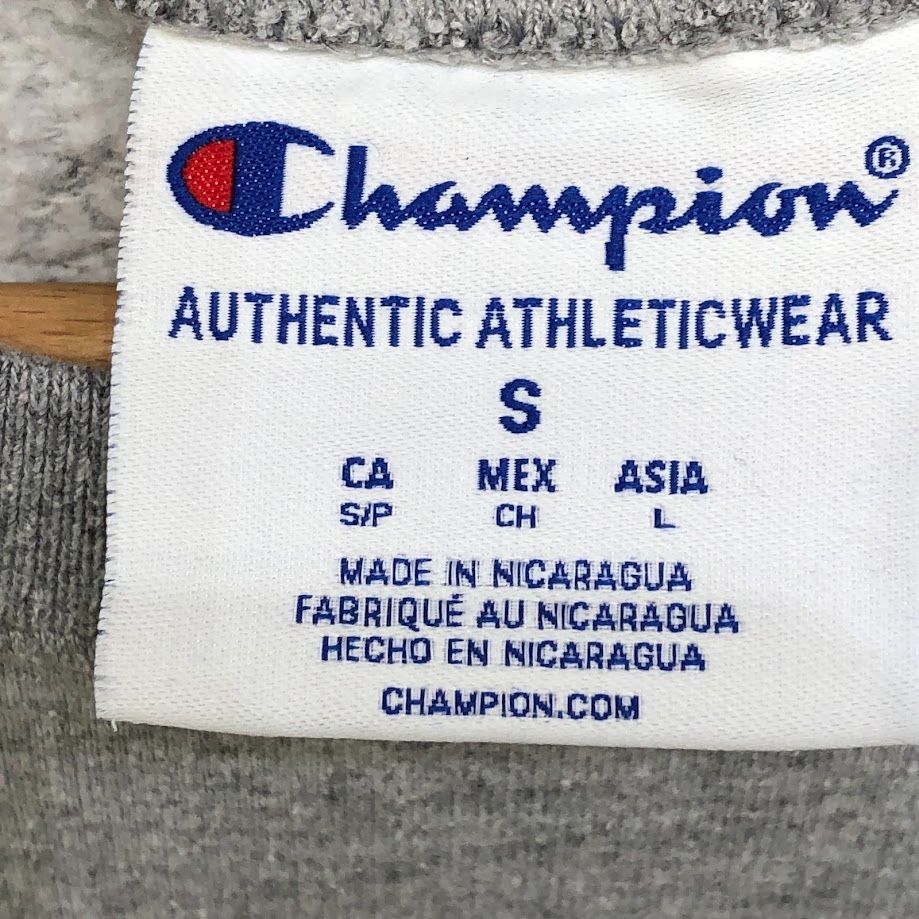 Champion®
AUTHENTIC ATHLETICWEAR
S
CA MEX ASIA
S/P CH L
MADE IN NICARAGUA
FABRIQUÉ AU NICARAGUA
HECHO EN NICARAGUA
CHAMPION.COM